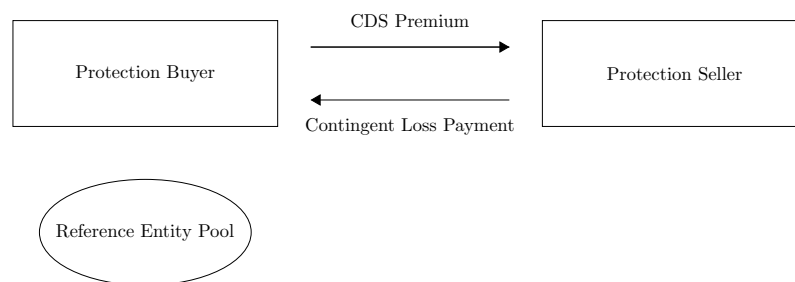 CDS Premium
Protection Buyer
Protection Seller
Contingent Loss Payment
Reference Entity Pool